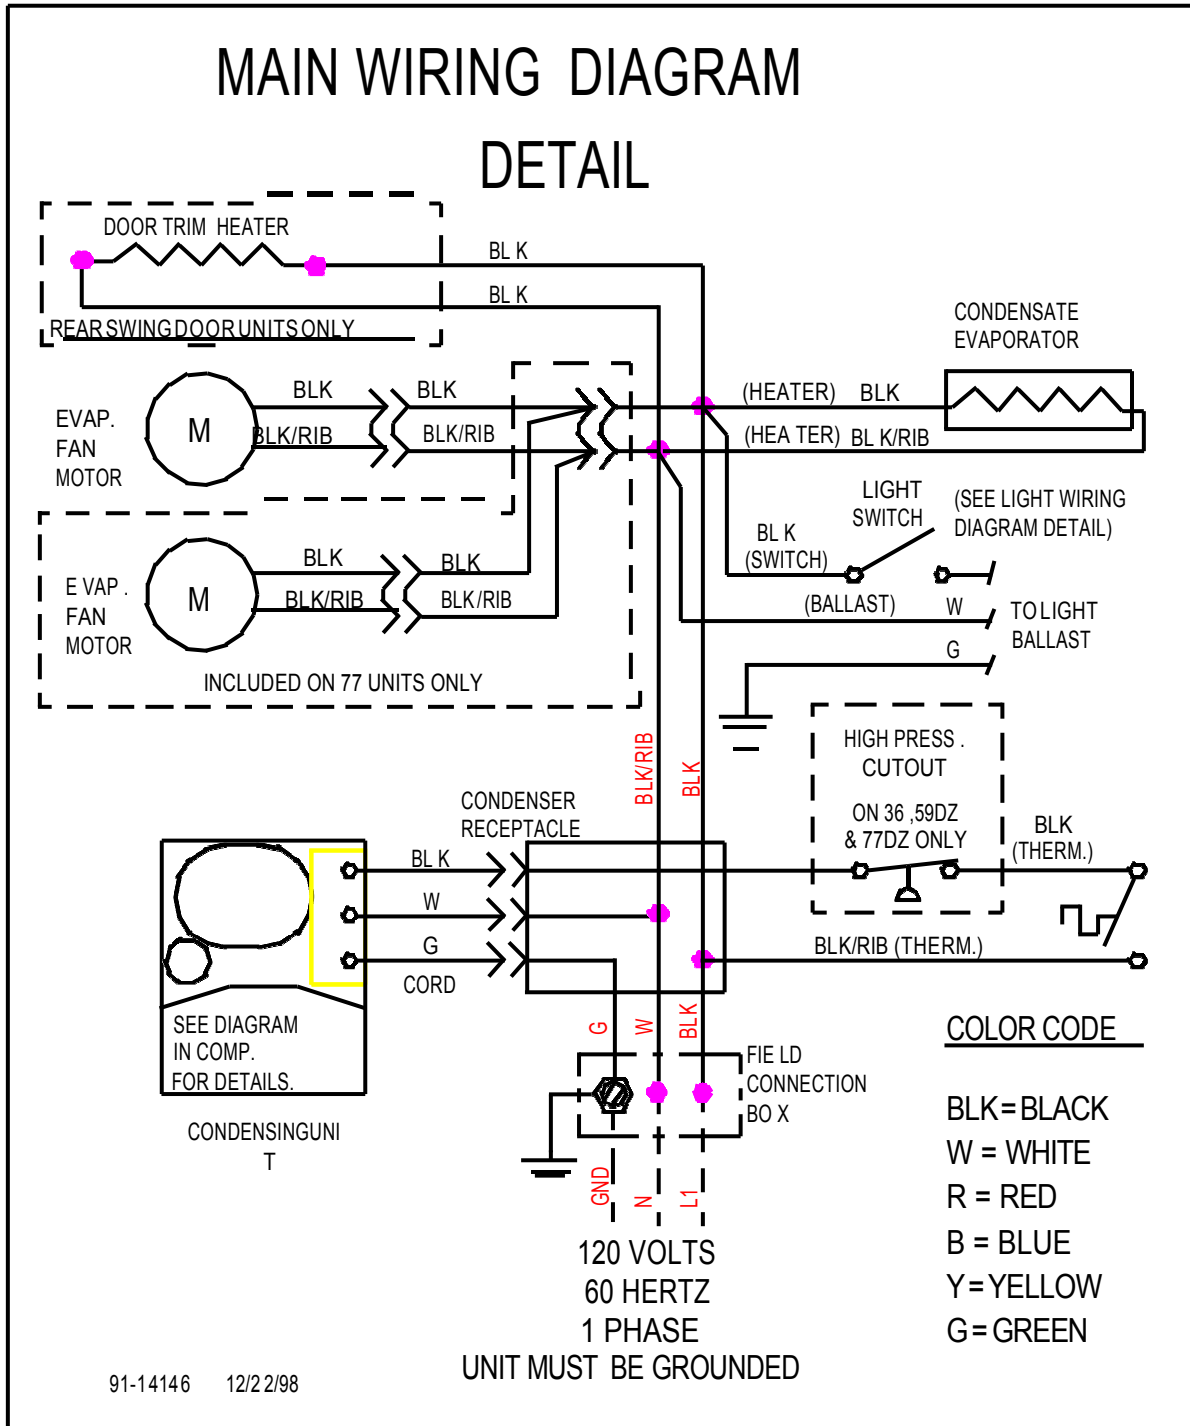 MAIN WIRING DIAGRAM
DETAIL
DOOR TRIM HEATER
BL K
BL K
REAR SWING DOOR UNITS ONLY
CONDENSATE
EVAPORATOR
EVAP.
FAN
MOTOR
M
BLK
BLK/RIB
BLK
BLK/RIB
(HEATER) BLK
(HEA TER) BL K/RIB
LIGHT
SWITCH
(SEE LIGHT WIRING
DIAGRAM DETAIL)
BL K
(SWITCH)
(BALLAST)
W
G
TO LIGHT
BALLAST
E VAP .
FAN
MOTOR
M
BLK
BLK/RIB
BLK
BLK/RIB
INCLUDED ON 77 UNITS ONLY
BLK/RIB
BLK
HIGH PRESS .
CUTOUT
ON 36 ,59DZ
& 77DZ ONLY
BLK
(THERM.)
BLK/RIB (THERM.)
CONDENSER
RECEPTACLE
BL K
W
G
CORD
SEE DIAGRAM
IN COMP.
FOR DETAILS.
CONDENSINGUNI
T
G
W
BLK
FIE LD
CONNECTION
BO X
GND
N
L1
120 VOLTS
60 HERTZ
1 PHASE
UNIT MUST BE GROUNDED
COLOR CODE
BLK=BLACK
W = WHITE
R = RED
B = BLUE
Y=YELLOW
G=GREEN
91-14146 12/2 2/98